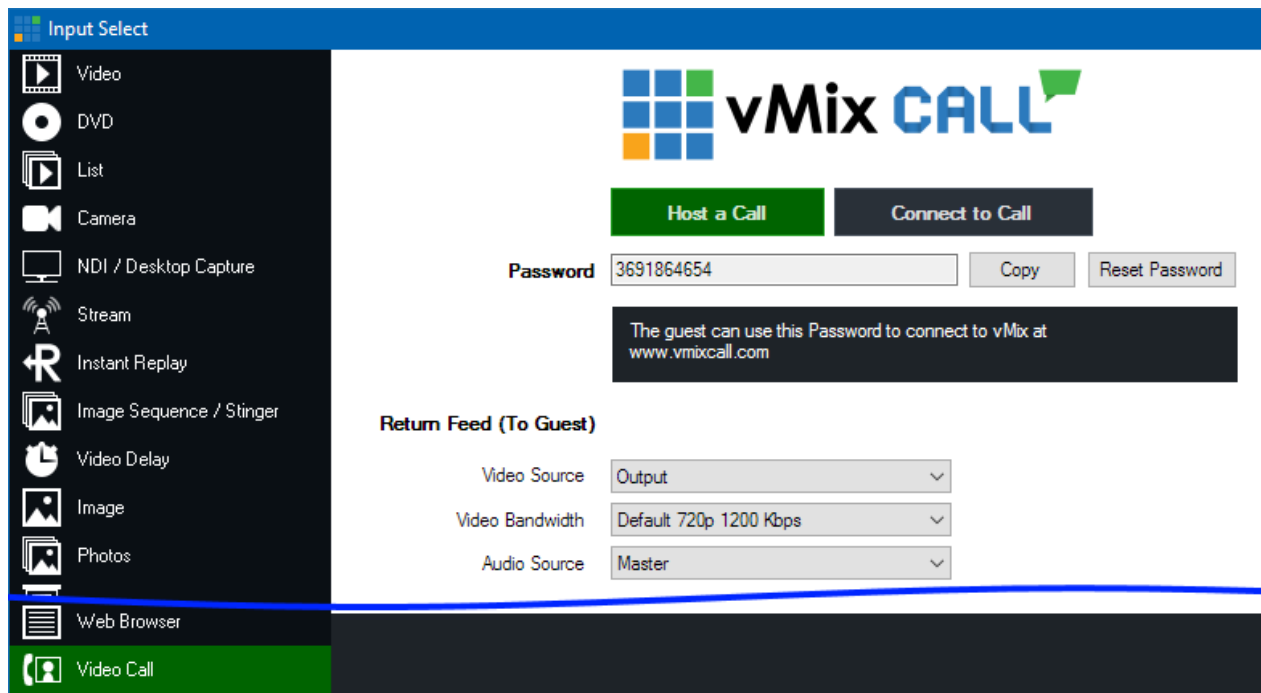 Input Select
Video
DVD
List
Camera
NDI / Desktop Capture
Stream
Instant Replay
Image Sequence / Stinger
Video Delay
Image
Photos
Web Browser
Video Call
vMix CALL
Host a Call
Connect to Call
Password
3691864654
Copy
Reset Password
The guest can use this Password to connect to vMix at
www.vmixcall.com
Return Feed (To Guest)
Video Source
Output
Video Bandwidth
Default 720p 1200 Kbps
Audio Source
Master